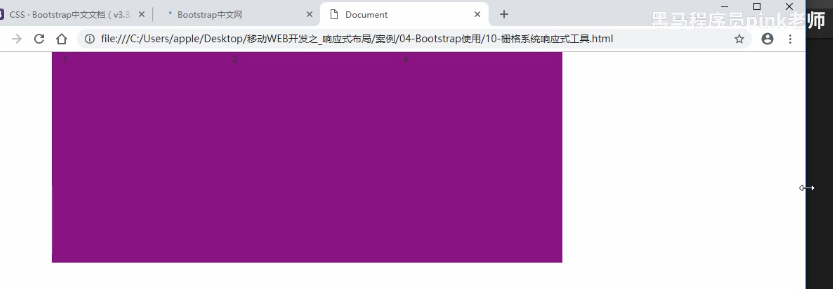 CSS · Bootstrap中文文档（v3.3
Bootstrap中文网
Document
黑马程序员pink老师
file:///C:/Users/apple/Desktop/移动WEB开发之_响应式布局/案例/04-Bootstrap使用/10-栅格系统响应式工具.html
1 2 4